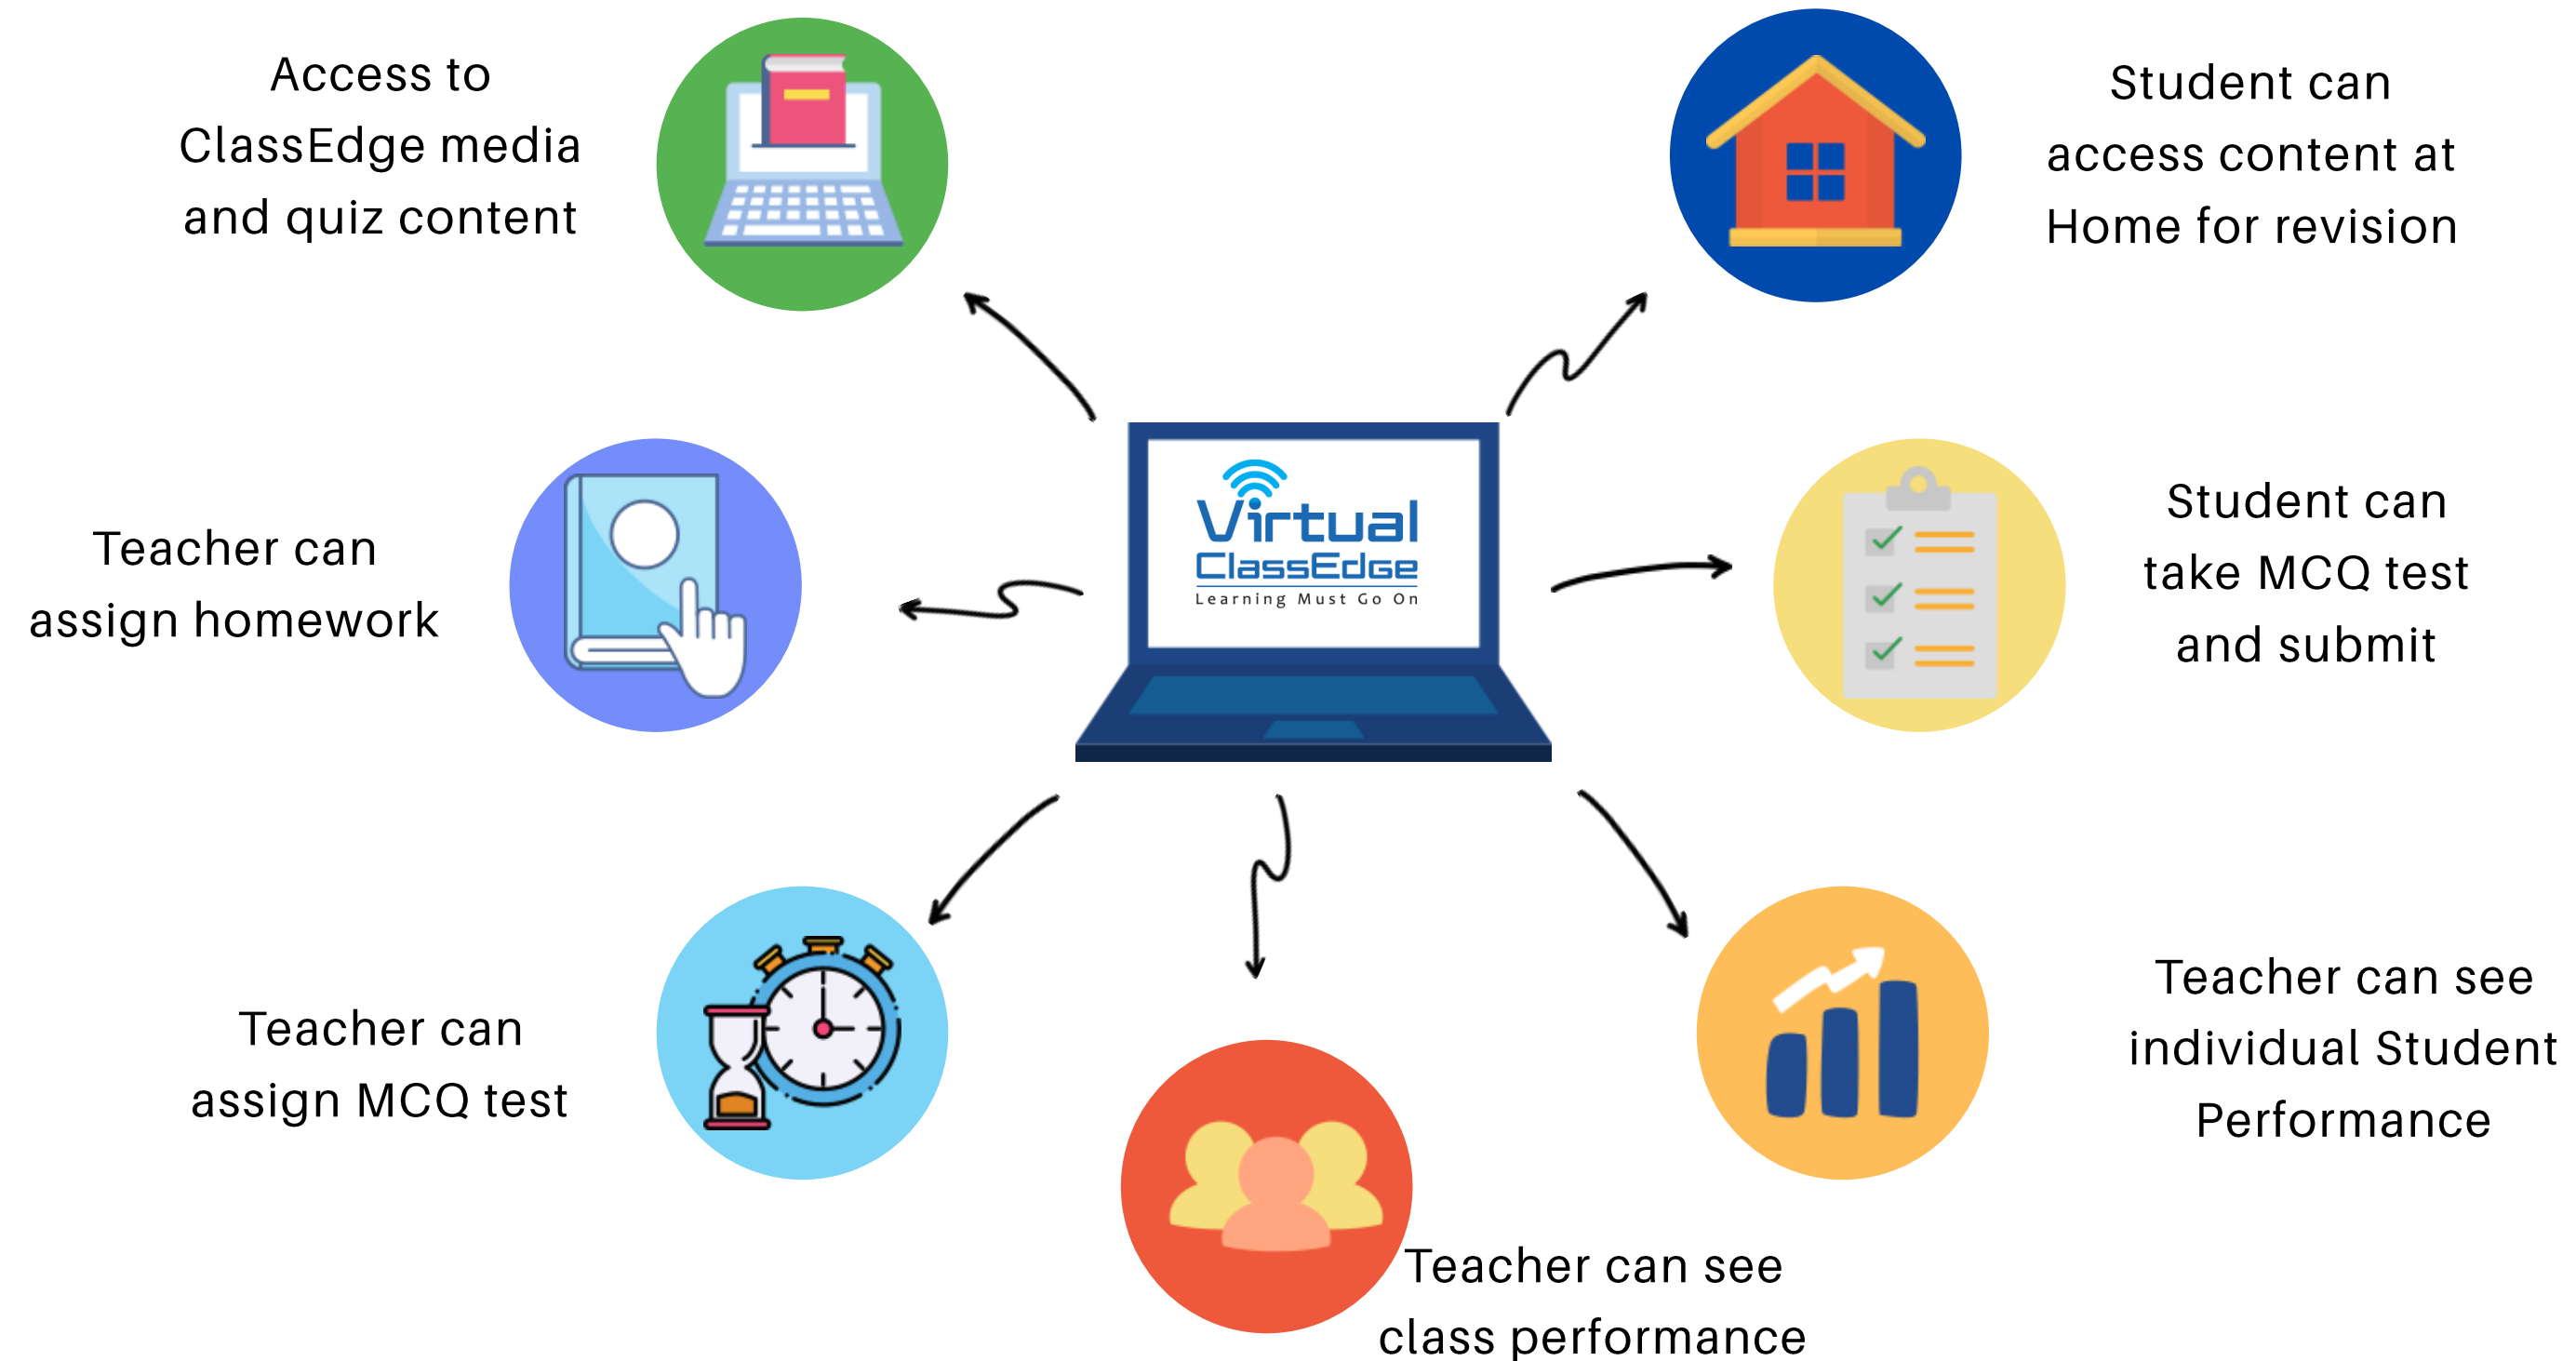 Access to
ClassEdge media
and quiz content
Student can
access content at
Home for revision
Virtual
ClassEdge
Learning Must Go On
Teacher can
assign homework
Student can
take MCQ test
and submit
Teacher can
assign MCQ test
Teacher can see
individual Student
Performance
Teacher can see
class performance